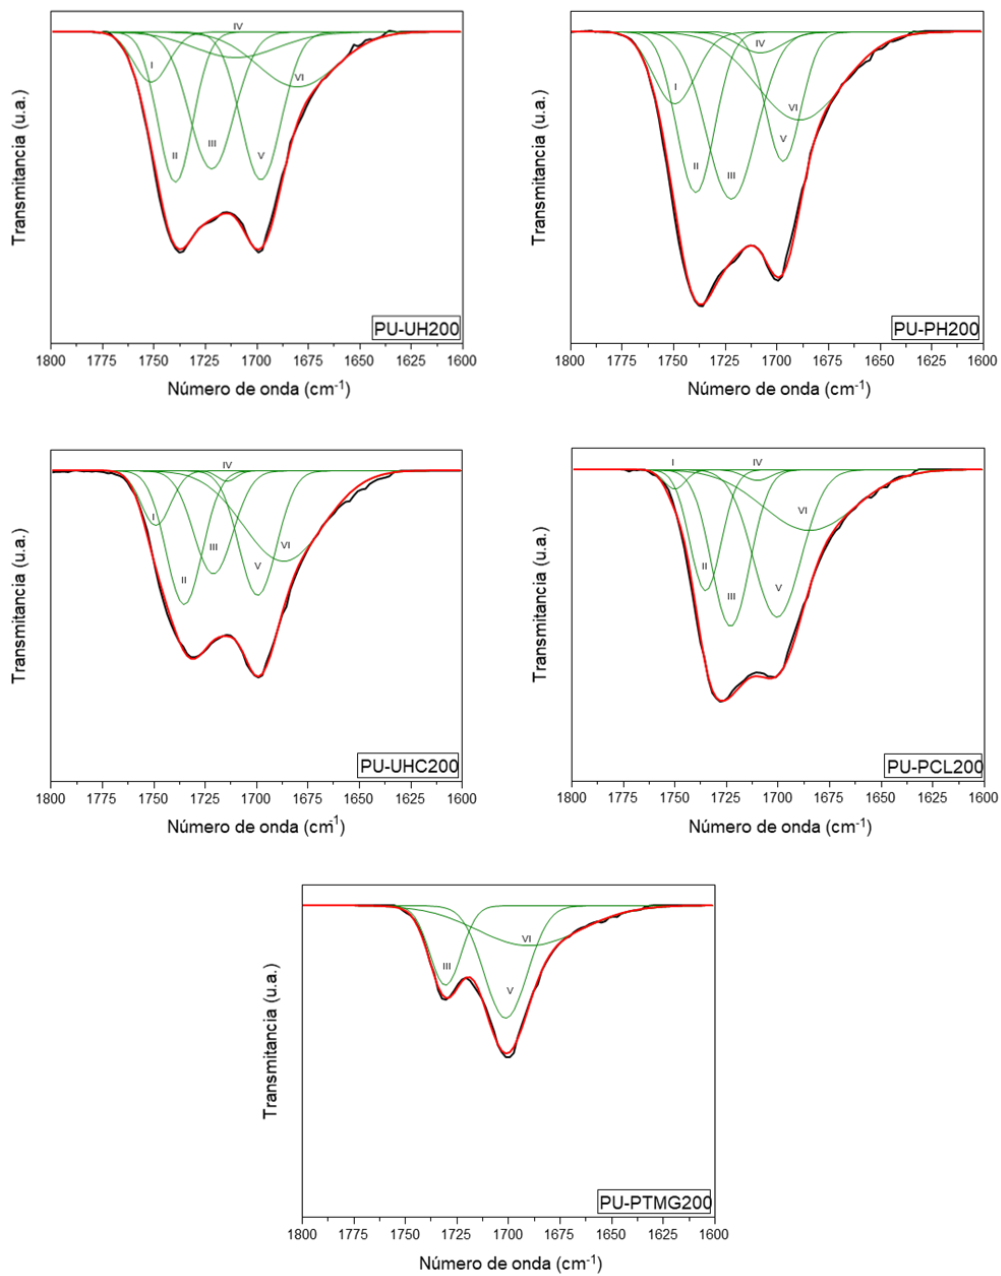 Transmitancia (u.a.)
IV
I
VI
II
III
V
PU-UH200
1800 1775 1750 1725 1700 1675 1650 1625 1600
Número de onda (cm-1)
Transmitancia (u.a.)
IV
I
VI
II
III
V
PU-PH200
1800 1775 1750 1725 1700 1675 1650 1625 1600
Número de onda (cm-1)
Transmitancia (u.a.)
IV
I
III
VI
II
V
PU-UHC200
1800 1775 1750 1725 1700 1675 1650 1625 1600
Número de onda (cm-1)
Transmitancia (u.a.)
I
IV
VI
II
III
V
PU-PCL200
1800 1775 1750 1725 1700 1675 1650 1625 1600
Número de onda (cm-1)
Transmitancia (u.a.)
VI
III
V
PU-PTMG200
1800 1775 1750 1725 1700 1675 1650 1625 1600
Número de onda (cm-1)